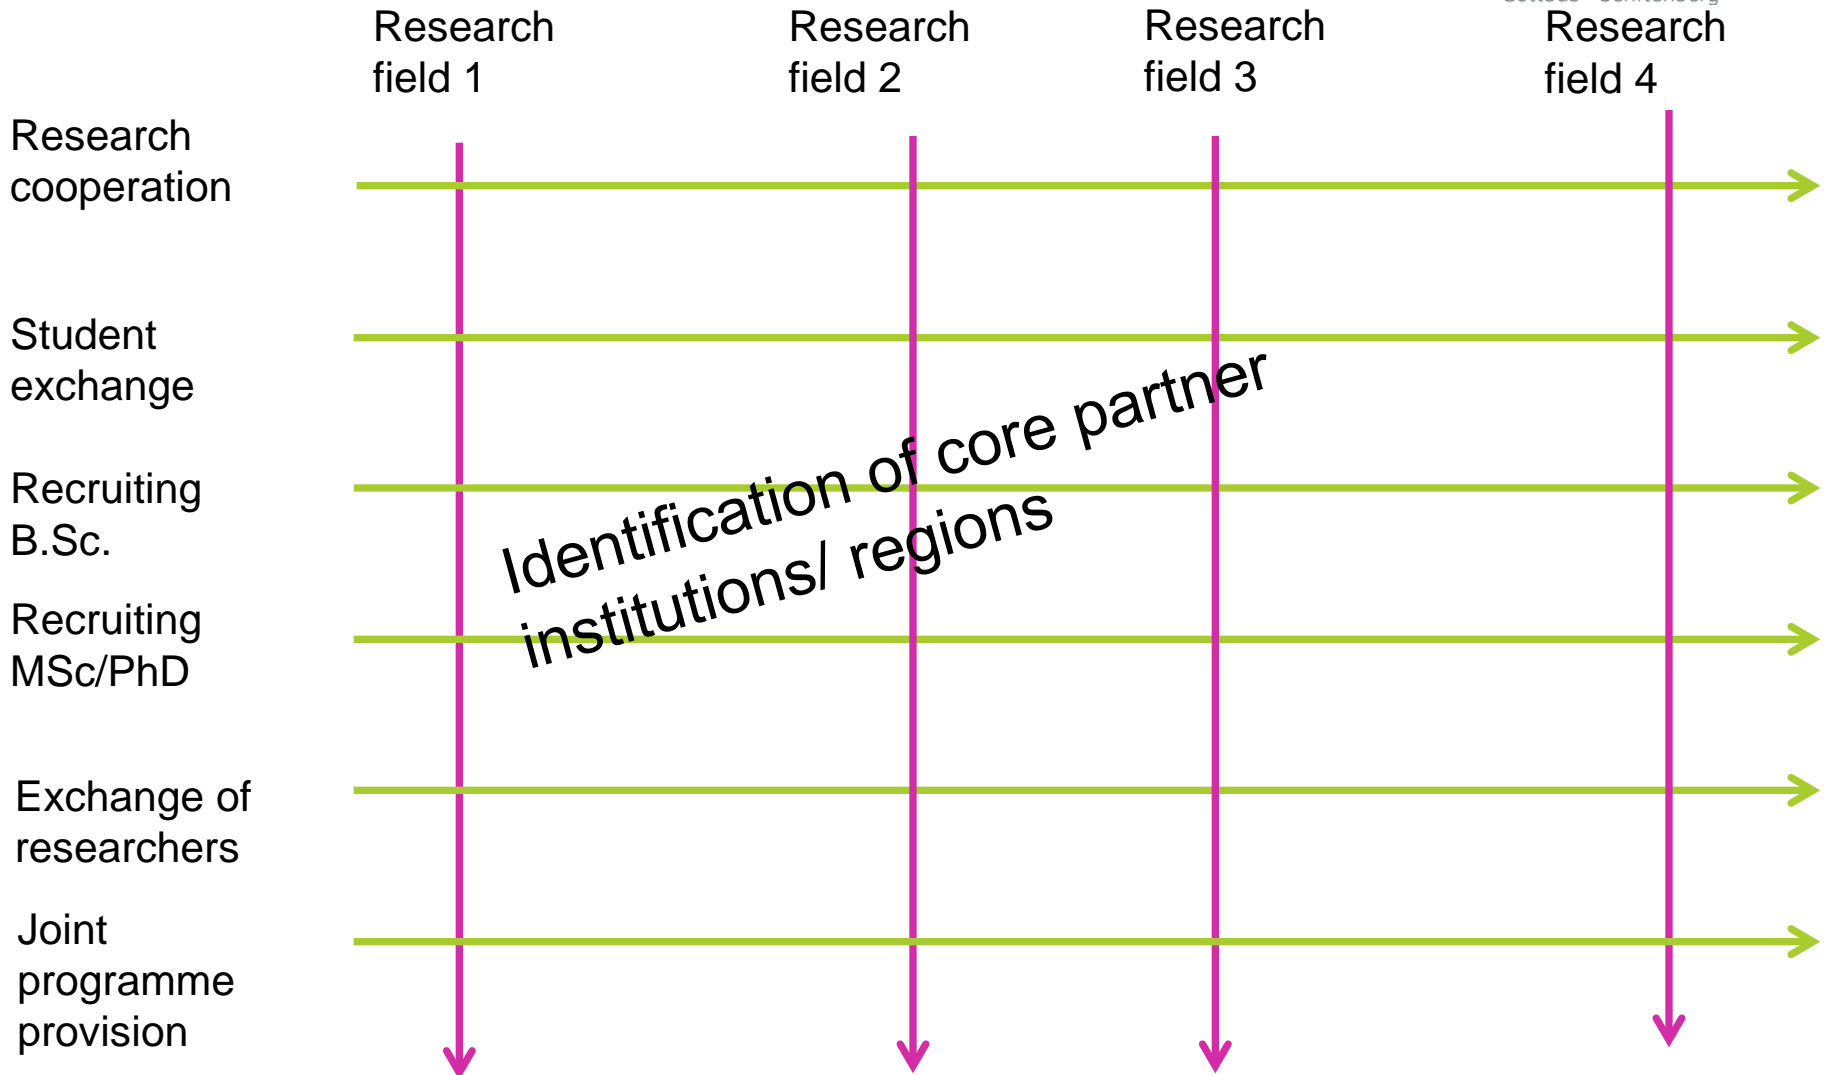 Research
field 1
Research
field 2
Research
field 3
Research
field 4
Research
cooperation
Student
exchange
Identification of core partner
institutions/ regions
Recruiting
B.Sc.
Recruiting
MSc/PhD
Exchange of
researchers
Joint
programme
provision